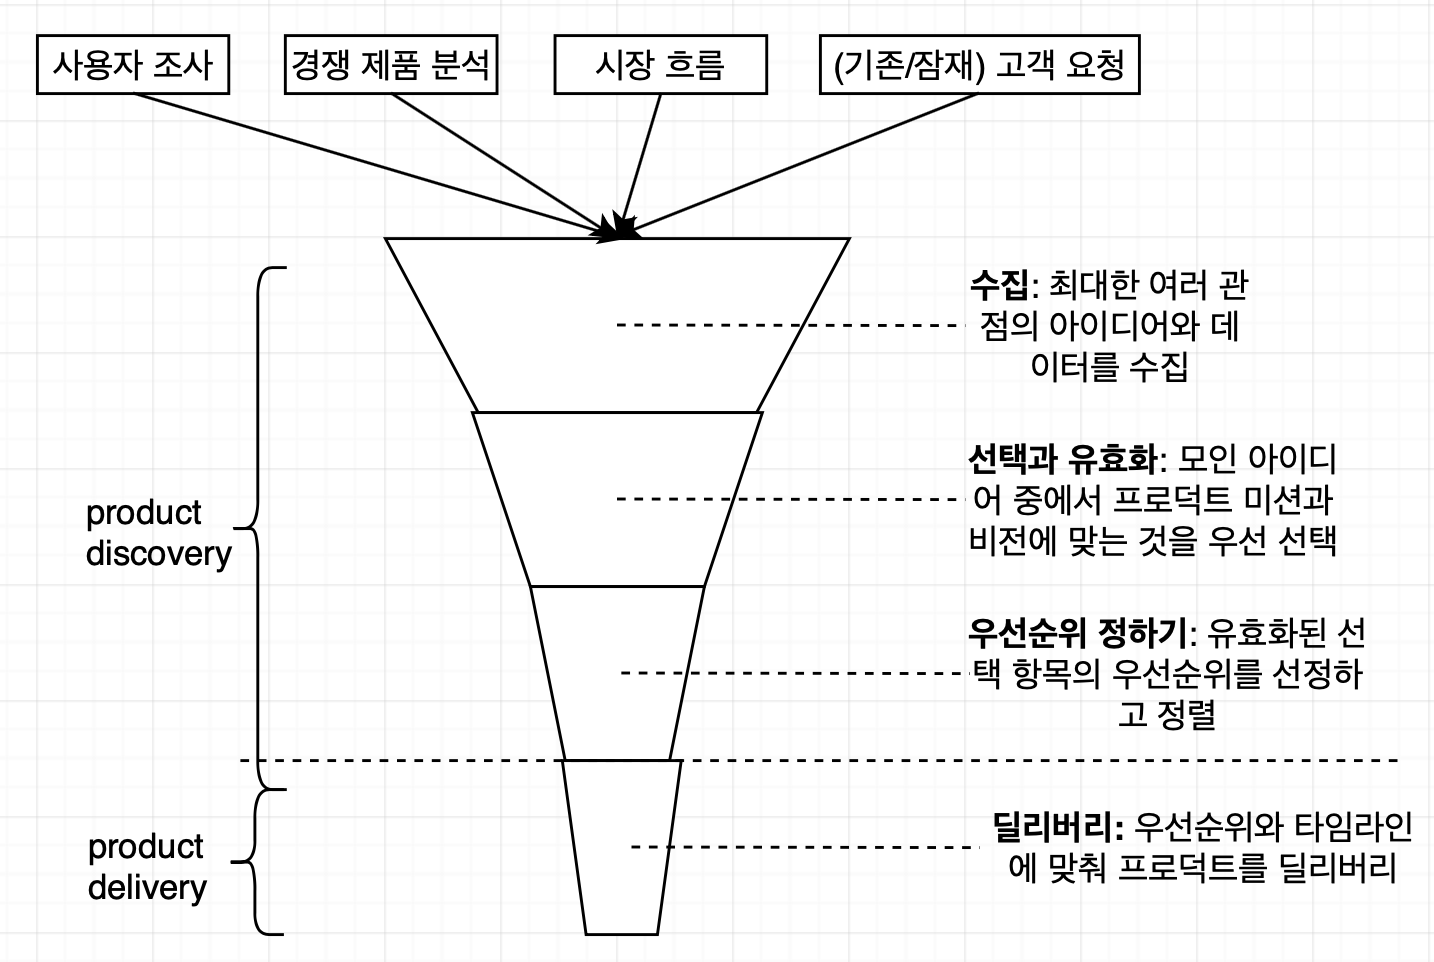 사용자 조사
경쟁 제품 분석
시장 흐름
(기존/잠재) 고객 요청
수집: 최대한 여러 관
점의 아이디어와 데
이터를 수집
선택과 유효화: 모인 아이디
어 중에서 프로덕트 미션과
비전에 맞는 것을 우선 선택
product
discovery
우선순위 정하기: 유효화된 선
택 항목의 우선순위를 선정하
고 정렬
product
delivery
딜리버리: 우선순위와 타임라인
에 맞춰 프로덕트를 딜리버리